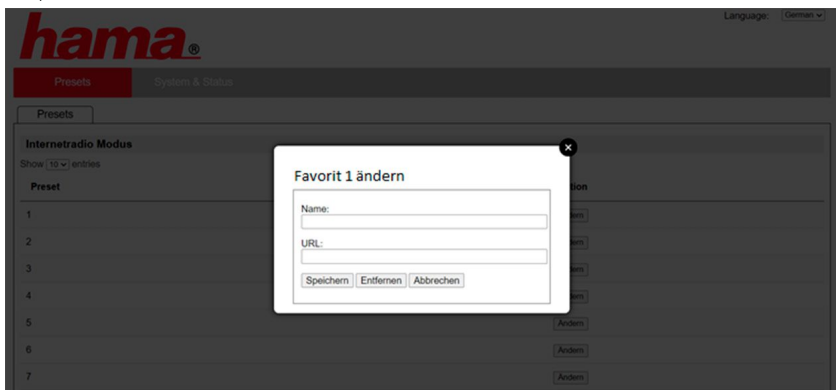 Language: German
hama®
Presets System & Status
Presets
Internetradio Modus
Show 10 entries
Preset
Favorit 1 ändern
Name:
URL:
Speichern Entfernen Abbrechen
1
2
3
4
5 Ändern
6 Ändern
7 Ändern